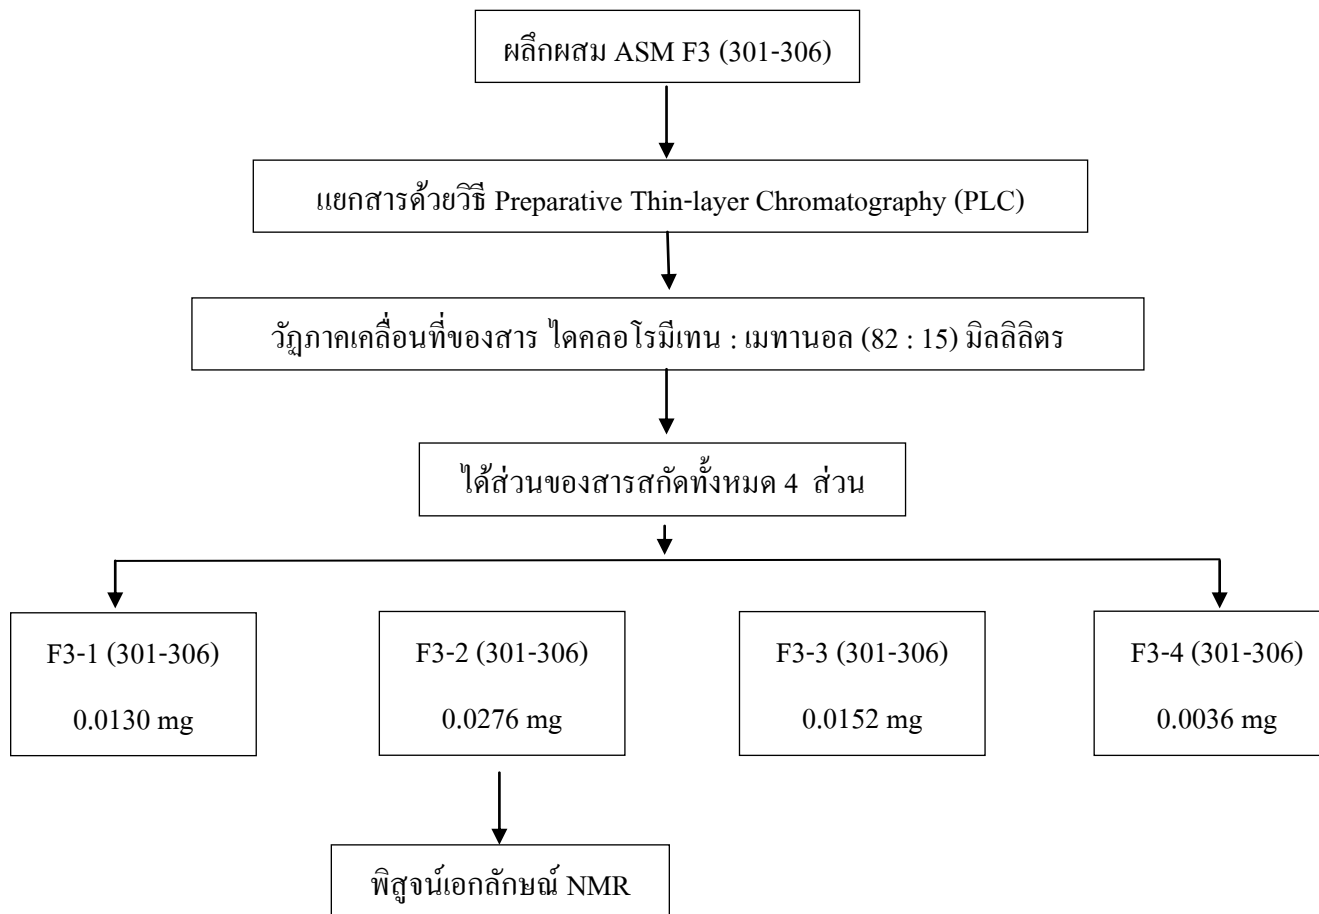 ผลึกผสม ASM F3 (301-306)
แยกสารด้วยวิธี Preparative Thin-layer Chromatography (PLC)
วัฏภาคเคลื่อนที่ของสาร ไดคลอโรมีเทน : เมทานอล (82 : 15) มิลลิลิตร
ได้ส่วนของสารสกัดทั้งหมด 4 ส่วน
F3-1 (301-306)
0.0130 mg
F3-2 (301-306)
0.0276 mg
F3-3 (301-306)
0.0152 mg
F3-4 (301-306)
0.0036 mg
พิสูจน์เอกลักษณ์ NMR